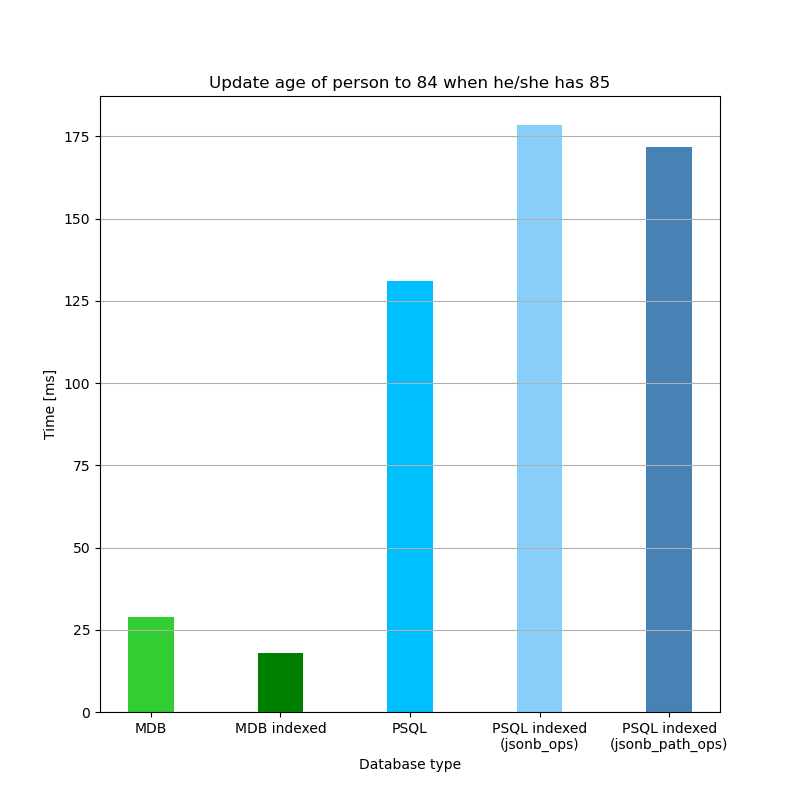 Update age of person to 84 when he/she has 85
175
150
125
100
75
50
25
0
Time [ms]
MDB
MDB indexed
PSQL
PSQL indexed
(jsonb_ops)
PSQL indexed
(jsonb_path_ops)
Database type